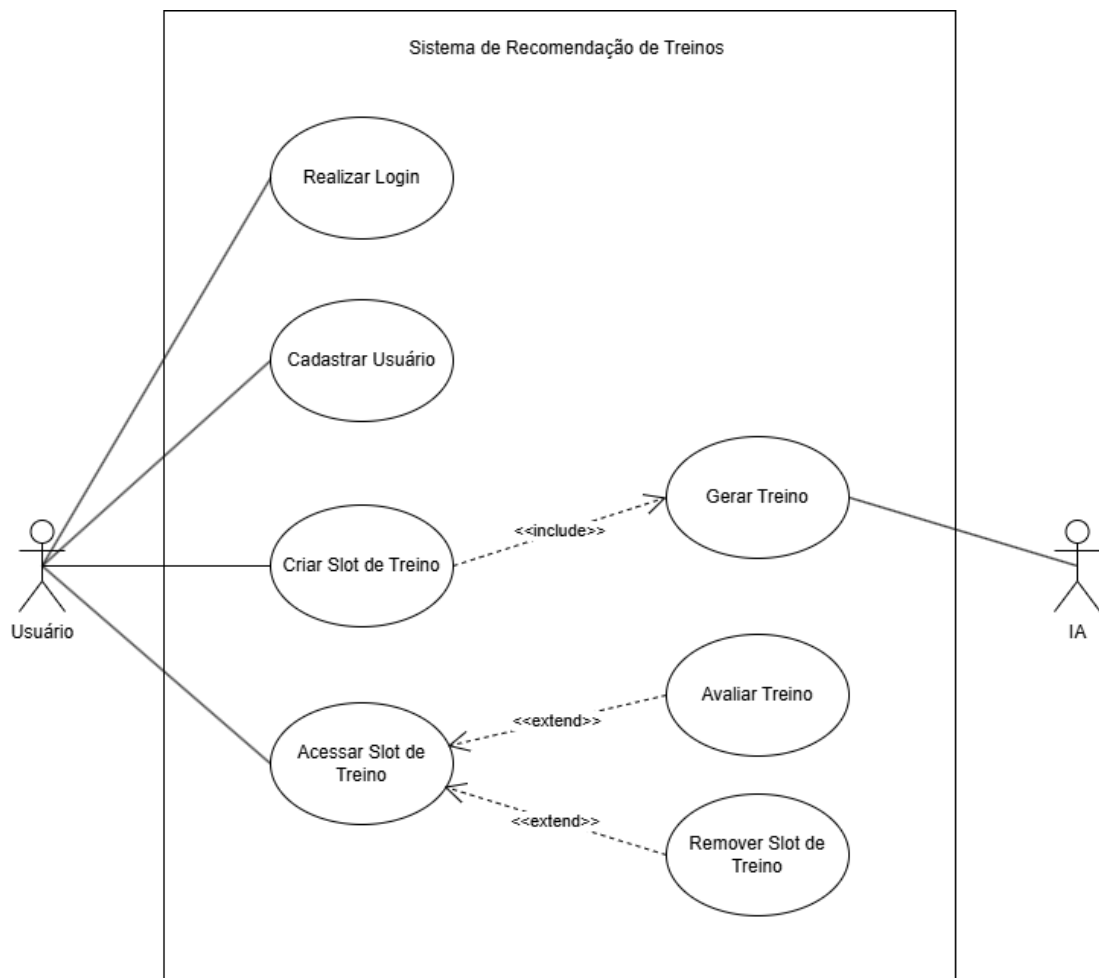 Sistema de Recomendação de Treinos
Realizar Login
Cadastrar Usuário
Gerar Treino
<<include>>
Criar Slot de Treino
Usuário
IA
Avaliar Treino
<<extend>>
Acessar Slot de
Treino
<<extend>>
Remover Slot de
Treino